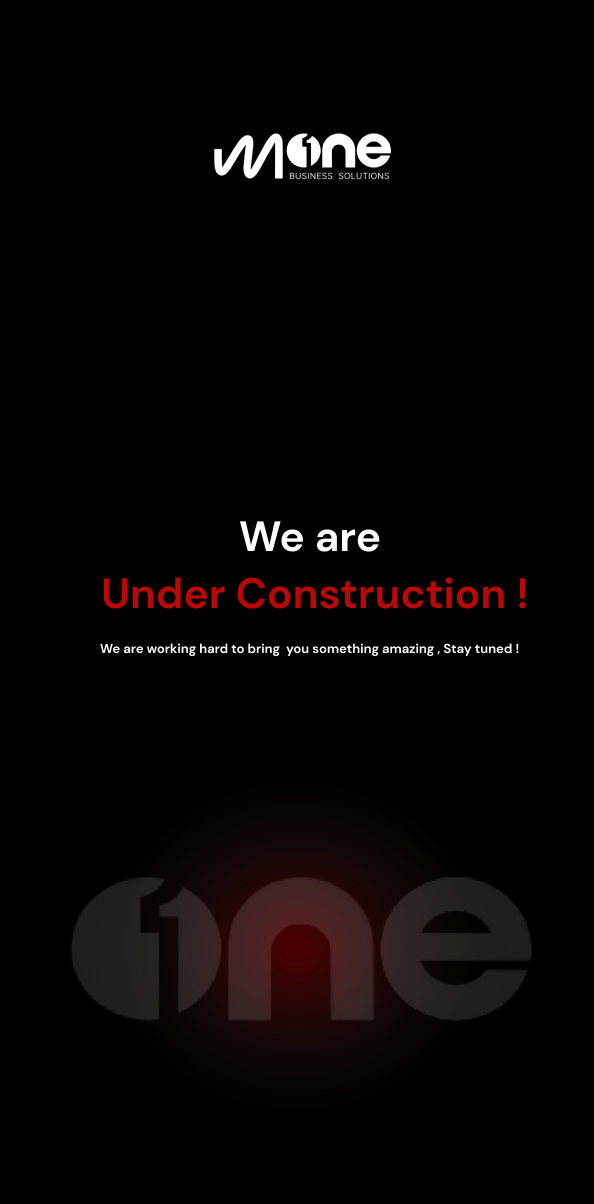 Mone
BUSINESS SOLUTIONS
We are
Under Construction !
We are working hard to bring  you something amazing , Stay tuned !
one